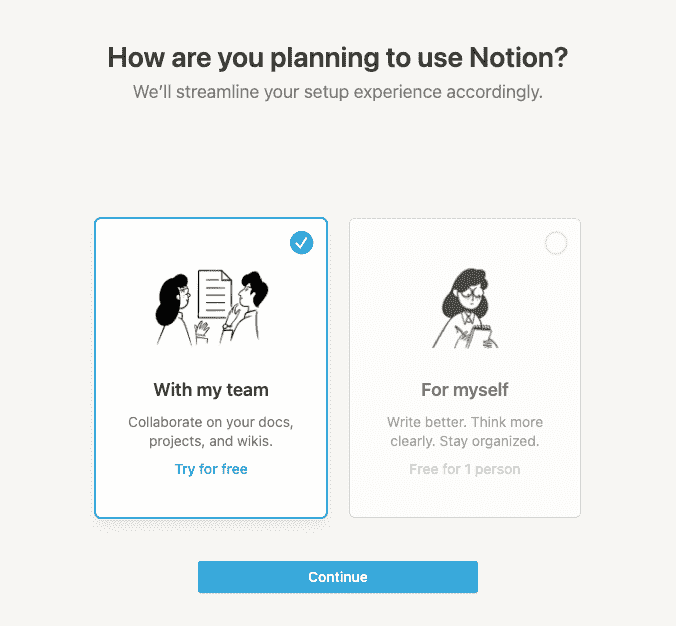 How are you planning to use Notion?
We’ll streamline your setup experience accordingly.
With my team
Collaborate on your docs,
projects, and wikis.
Try for free
For myself
Write better. Think more
clearly. Stay organized.
Free for 1 person
Continue